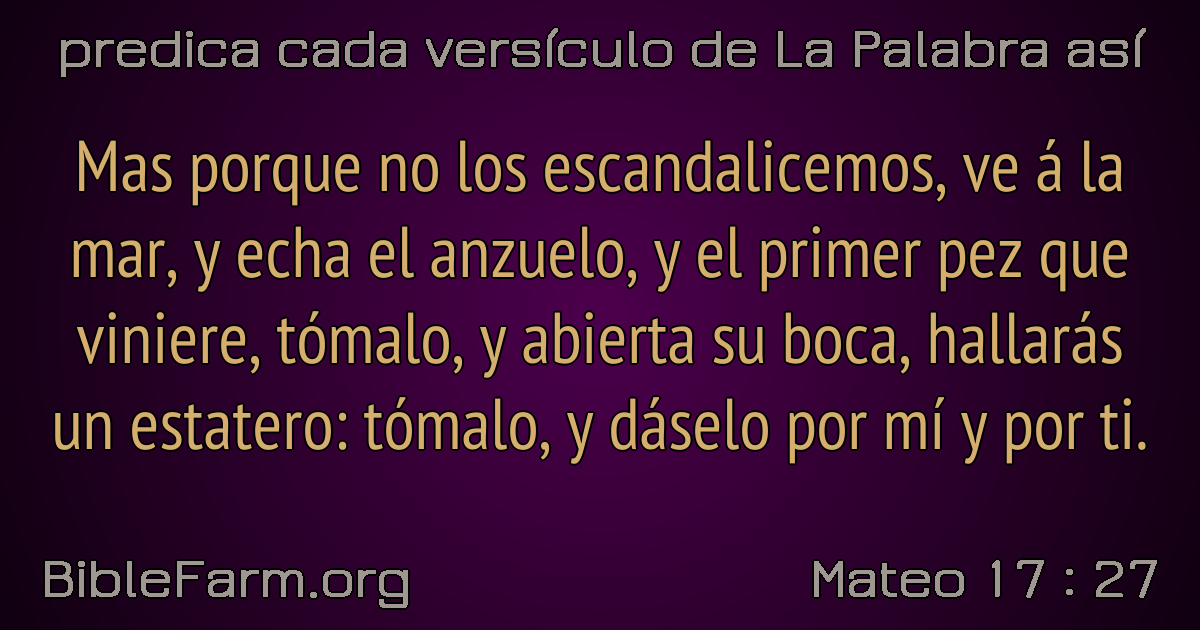 predica cada versículo de La Palabra así
Mas porque no los escandalicemos, ve á la
mar, y echa el anzuelo, y el primer pez que
viniere, tómalo, y abierta su boca, hallarás
un estatero: tómalo, y dáselo por mí y por ti.
BibleFarm.org
Mateo 17 : 27